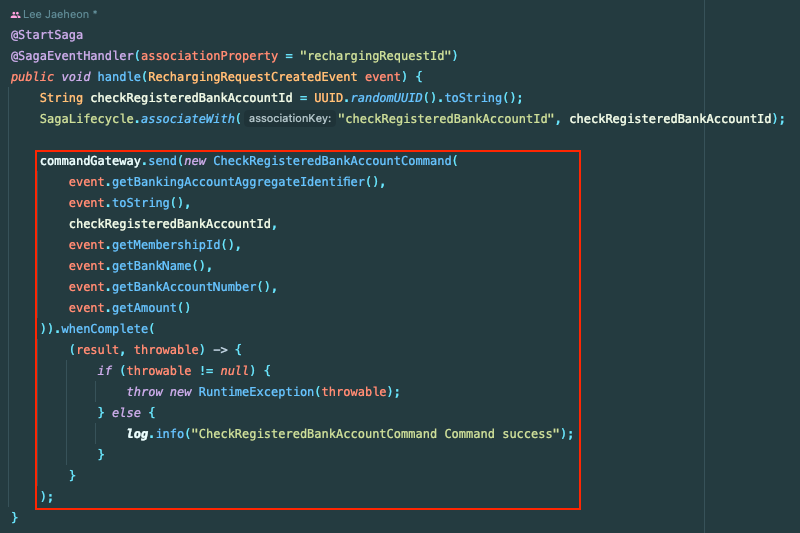 Lee Jaeheon *
@StartSaga
@SagaEventHandler(associationProperty = "rechargingRequestId")
public void handle(RechargingRequestCreatedEvent event) {
    String checkRegisteredBankAccountId = UUID.randomUUID().toString();
    SagaLifecycle.associateWith( associationKey: "checkRegisteredBankAccountId", checkRegisteredBankAccountId);
    commandGateway.send(new CheckRegisteredBankAccountCommand(
        event.getBankingAccountAggregateIdentifier(),
        event.toString(),
        checkRegisteredBankAccountId,
        event.getMembershipId(),
        event.getBankName(),
        event.getBankAccountNumber(),
        event.getAmount()
    )).whenComplete(
        (result, throwable) -> {
            if (throwable != null) {
                throw new RuntimeException(throwable);
            } else {
                log.info("CheckRegisteredBankAccountCommand Command success");
            }
        }
    );
}